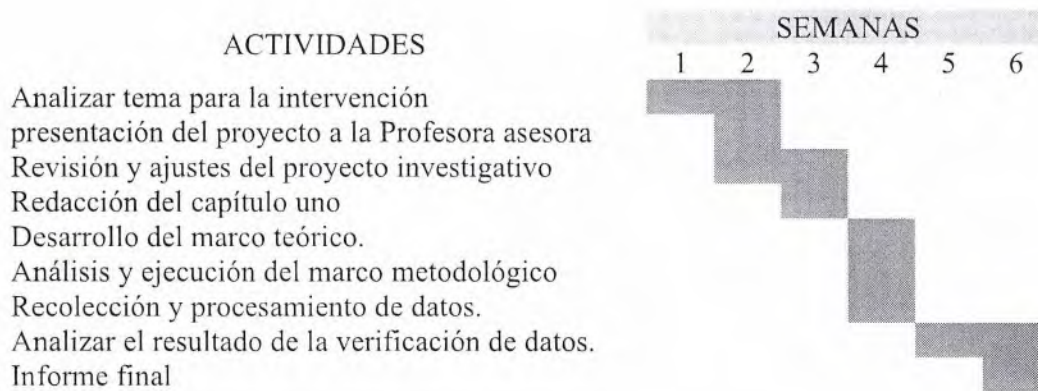 ACTIVIDADES
SEMANAS
1 2 3 4 5 6
Analizar tema para la intervención
presentación del proyecto a la Profesora asesora
Revisión y ajustes del proyecto investigativo
Redacción del capítulo uno
Desarrollo del marco teórico.
Análisis y ejecución del marco metodológico
Recolección y procesamiento de datos.
Analizar el resultado de la verificación de datos.
Informe final